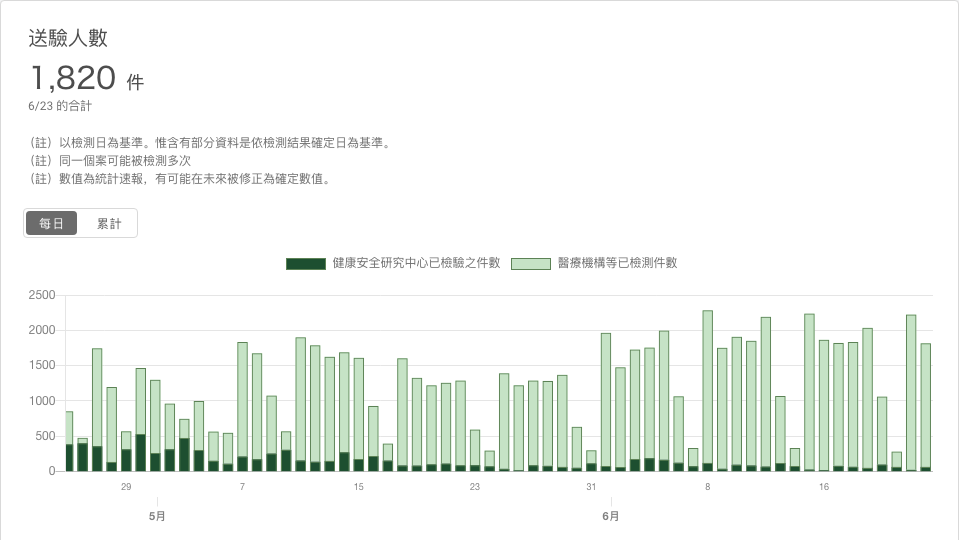 送驗人數
1,820 件
6/23 的合計
（註）以檢測日為基準。惟含有部分資料是依檢測結果確定日為基準。
（註）同一個案可能被檢測多次
（註）數值為統計速報，有可能在未來被修正為確定數值。
每日 累計
健康安全研究中心已檢驗之件數 醫療機構等已檢測件數
2500
2000
1500
1000
500
0
29 7 15 23 31 8 16
5月 6月